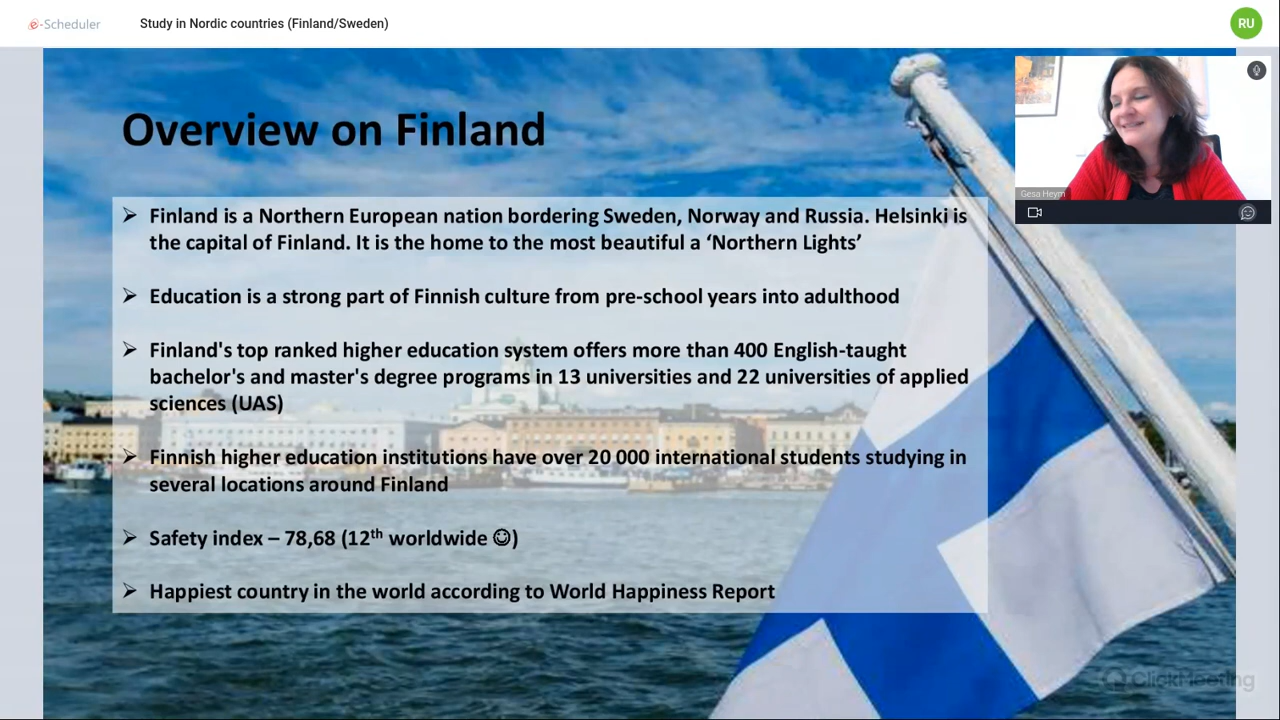 e-Scheduler
Study in Nordic countries (Finland/Sweden)
RU
Overview on Finland
Gesa Heym
➢ Finland is a Northern European nation bordering Sweden, Norway and Russia. Helsinki is
the capital of Finland. It is the home to the most beautiful a ‘Northern Lights’
➢ Education is a strong part of Finnish culture from pre-school years into adulthood
➢ Finland's top ranked higher education system offers more than 400 English-taught
bachelor's and master's degree programs in 13 universities and 22 universities of applied
sciences (UAS)
➢ Finnish higher education institutions have over 20 000 international students studying in
several locations around Finland
➢ Safety index – 78,68 (12th worldwide ☺)
➢ Happiest country in the world according to World Happiness Report
ClickMeeting